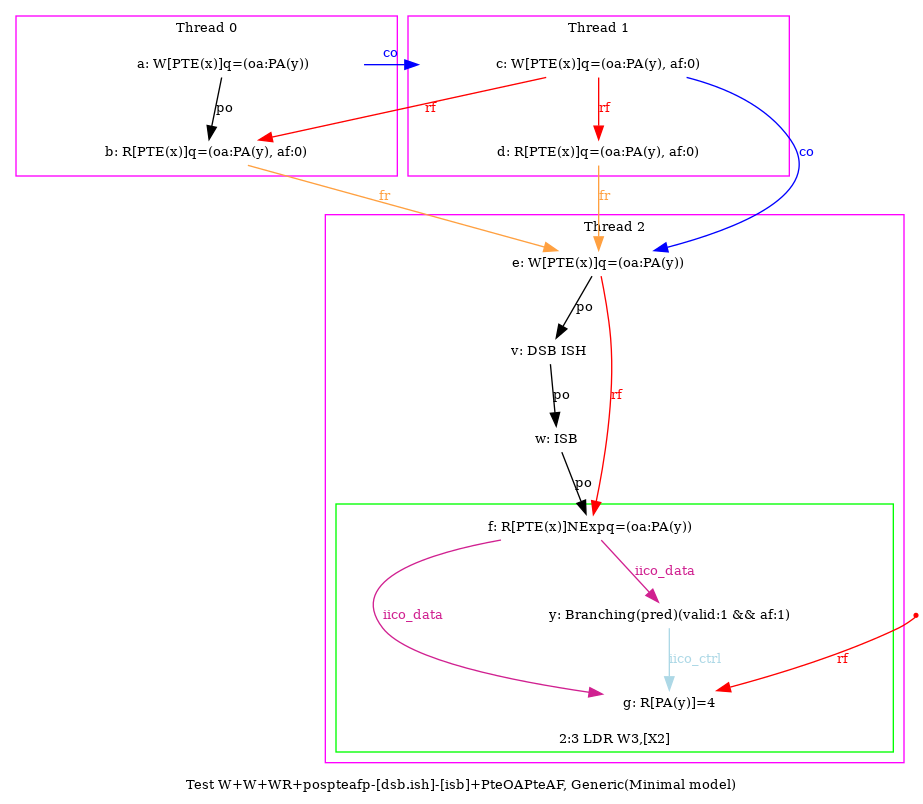 Thread 0
Thread 1
a: W[PTE(x)]q=(oa:PA(y))
co
c: W[PTE(x)]q=(oa:PA(y), af:0)
po
rf
rf
b: R[PTE(x)]q=(oa:PA(y), af:0)
d: R[PTE(x)]q=(oa:PA(y), af:0)
co
fr
fr
Thread 2
e: W[PTE(x)]q=(oa:PA(y))
po
v: DSB ISH
po
rf
w: ISB
po
f: R[PTE(x)]NExpq=(oa:PA(y))
iico_data
iico_data
y: Branching(pred)(valid:1 && af:1)
iico_ctrl
rf
g: R[PA(y)]=4
2:3 LDR W3,[X2]
Test W+W+WR+pospteafp-[dsb.ish]-[isb]+PteOAPteAF, Generic(Minimal model)